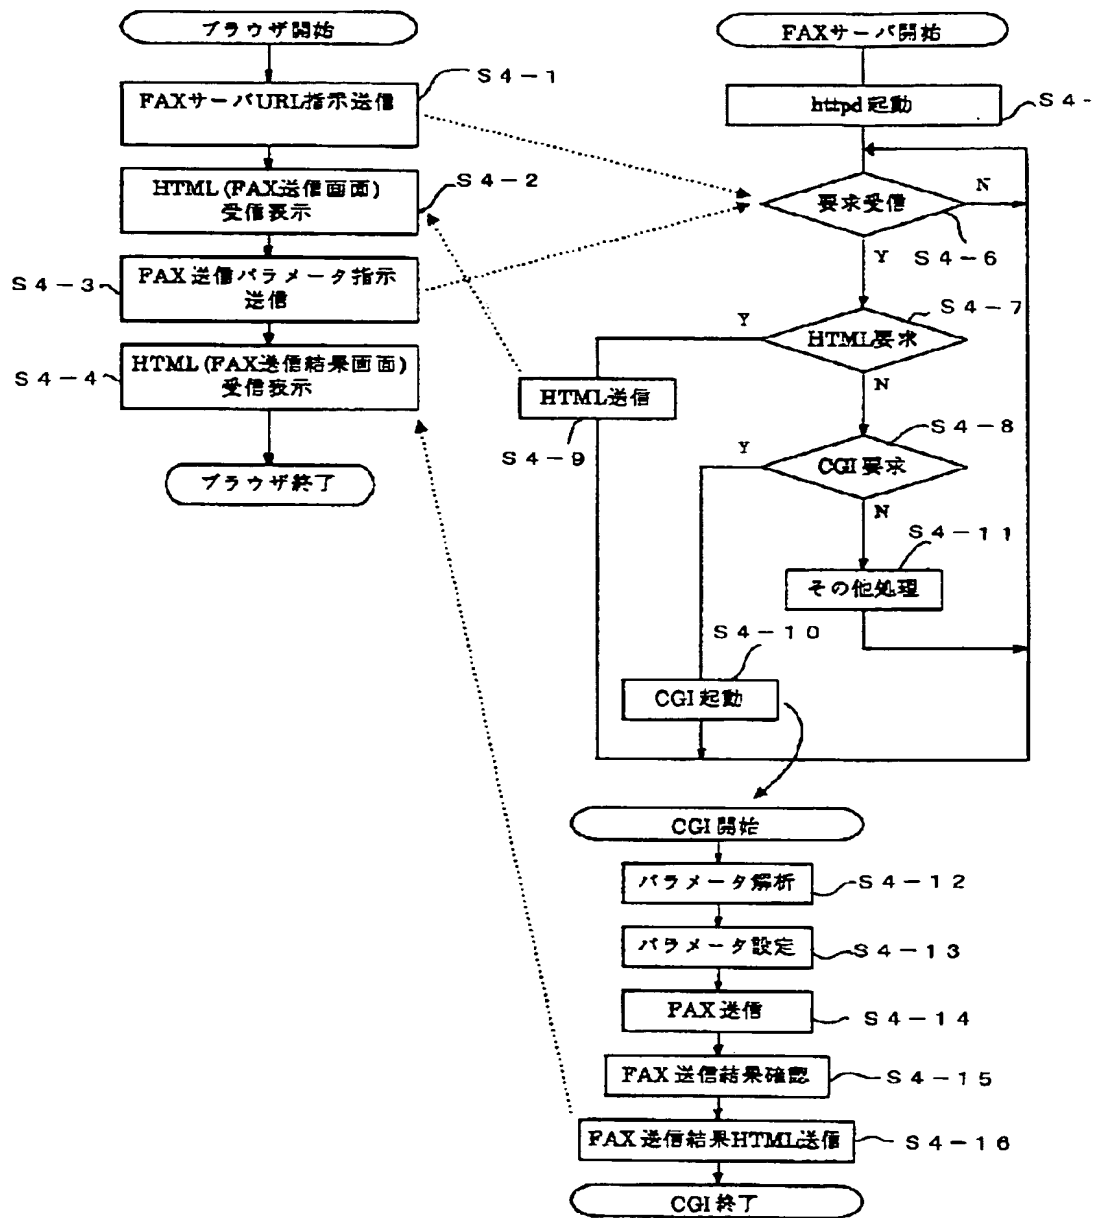 ブラウザ開始
FAXサーバURL指示送信
S4-1
HTML(FAX送信画面)
受信表示
S4-2
FAX送信パラメータ指示
送信
S4-3
HTML(FAX送信結果画面)
受信表示
S4-4
ブラウザ終了
FAXサーバ開始
httpd起動
S4-
要求受信
N
S4-6
Y
HTML要求
S4-7
Y
N
HTML送信
S4-9
CGI要求
S4-8
Y
N
その他処理
S4-11
CGI起動
S4-10
CGI開始
パラメータ解析
S4-12
パラメータ設定
S4-13
FAX送信
S4-14
FAX送信結果確認
S4-15
FAX送信結果HTML送信
S4-16
CGI終了